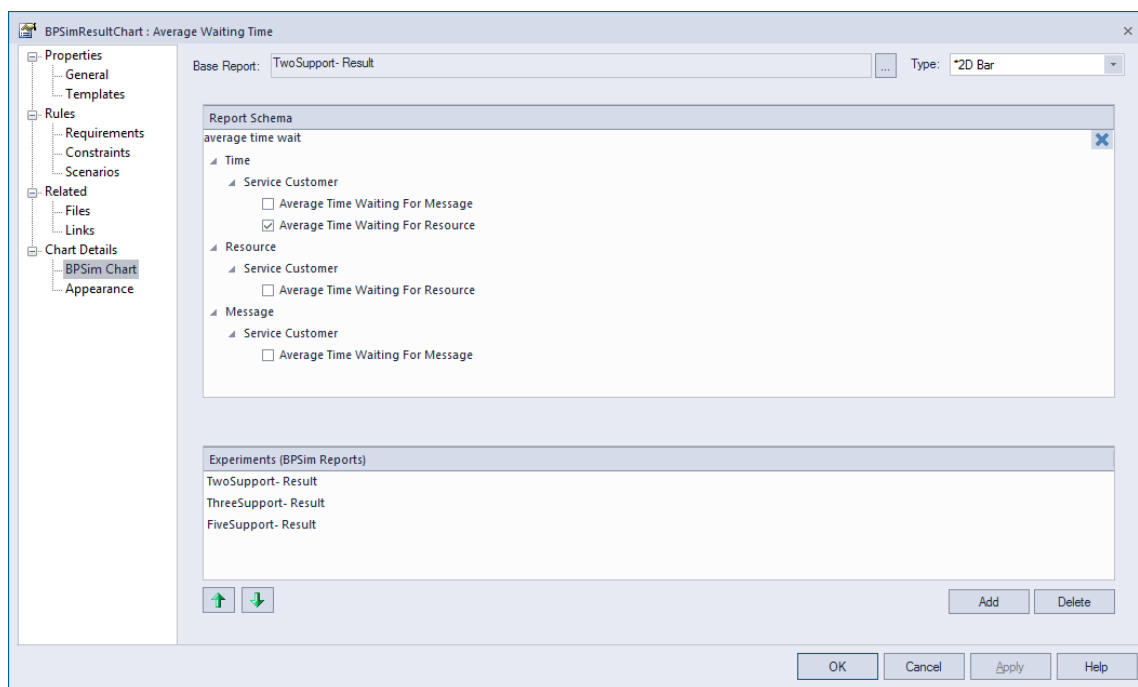 BPSimResultChart : Average Waiting Time
Properties
General
Templates
Rules
Requirements
Constraints
Scenarios
Related
Files
Links
Chart Details
BPSim Chart
Appearance
Base Report: TwoSupport- Result ... Type: *2D Bar
Report Schema
average time wait
Time
Service Customer
Average Time Waiting For Message
Average Time Waiting For Resource
Resource
Service Customer
Average Time Waiting For Resource
Message
Service Customer
Average Time Waiting For Message
Experiments (BPSim Reports)
TwoSupport- Result
ThreeSupport- Result
FiveSupport- Result
Add Delete
OK Cancel Apply Help